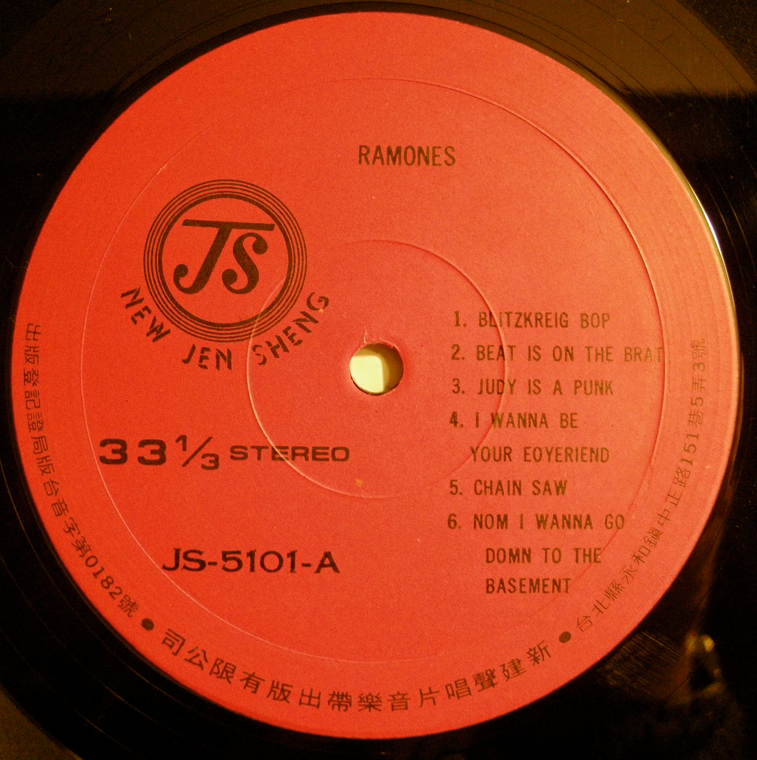 RAMONES
JS
NEW JEN SHENG
33 1/3 STEREO
JS-5101-A
1. BLITZKREIG BOP
2. BEAT IS ON THE BRAT
3. JUDY IS A PUNK
4. I WANNA BE
YOUR EOYERIEND
5. CHAIN SAW
6. NOM I WANNA GO
DOMN TO THE
BASEMENT
出版登記證局版台音字第0182號
司公限有版出帶樂音片唱聲建新
台北縣永和鎮中正路151巷5弄3號